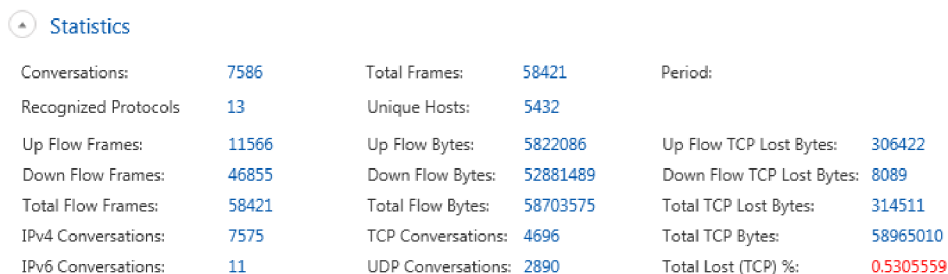 Statistics
Conversations: 7586 Total Frames: 58421 Period:
Recognized Protocols 13 Unique Hosts: 5432
Up Flow Frames: 11566 Up Flow Bytes: 5822086 Up Flow TCP Lost Bytes: 306422
Down Flow Frames: 46855 Down Flow Bytes: 52881489 Down Flow TCP Lost Bytes: 8089
Total Flow Frames: 58421 Total Flow Bytes: 58703575 Total TCP Lost Bytes: 314511
IPv4 Conversations: 7575 TCP Conversations: 4696 Total TCP Bytes: 58965010
IPv6 Conversations: 11 UDP Conversations: 2890 Total Lost (TCP) %: 0.5305559